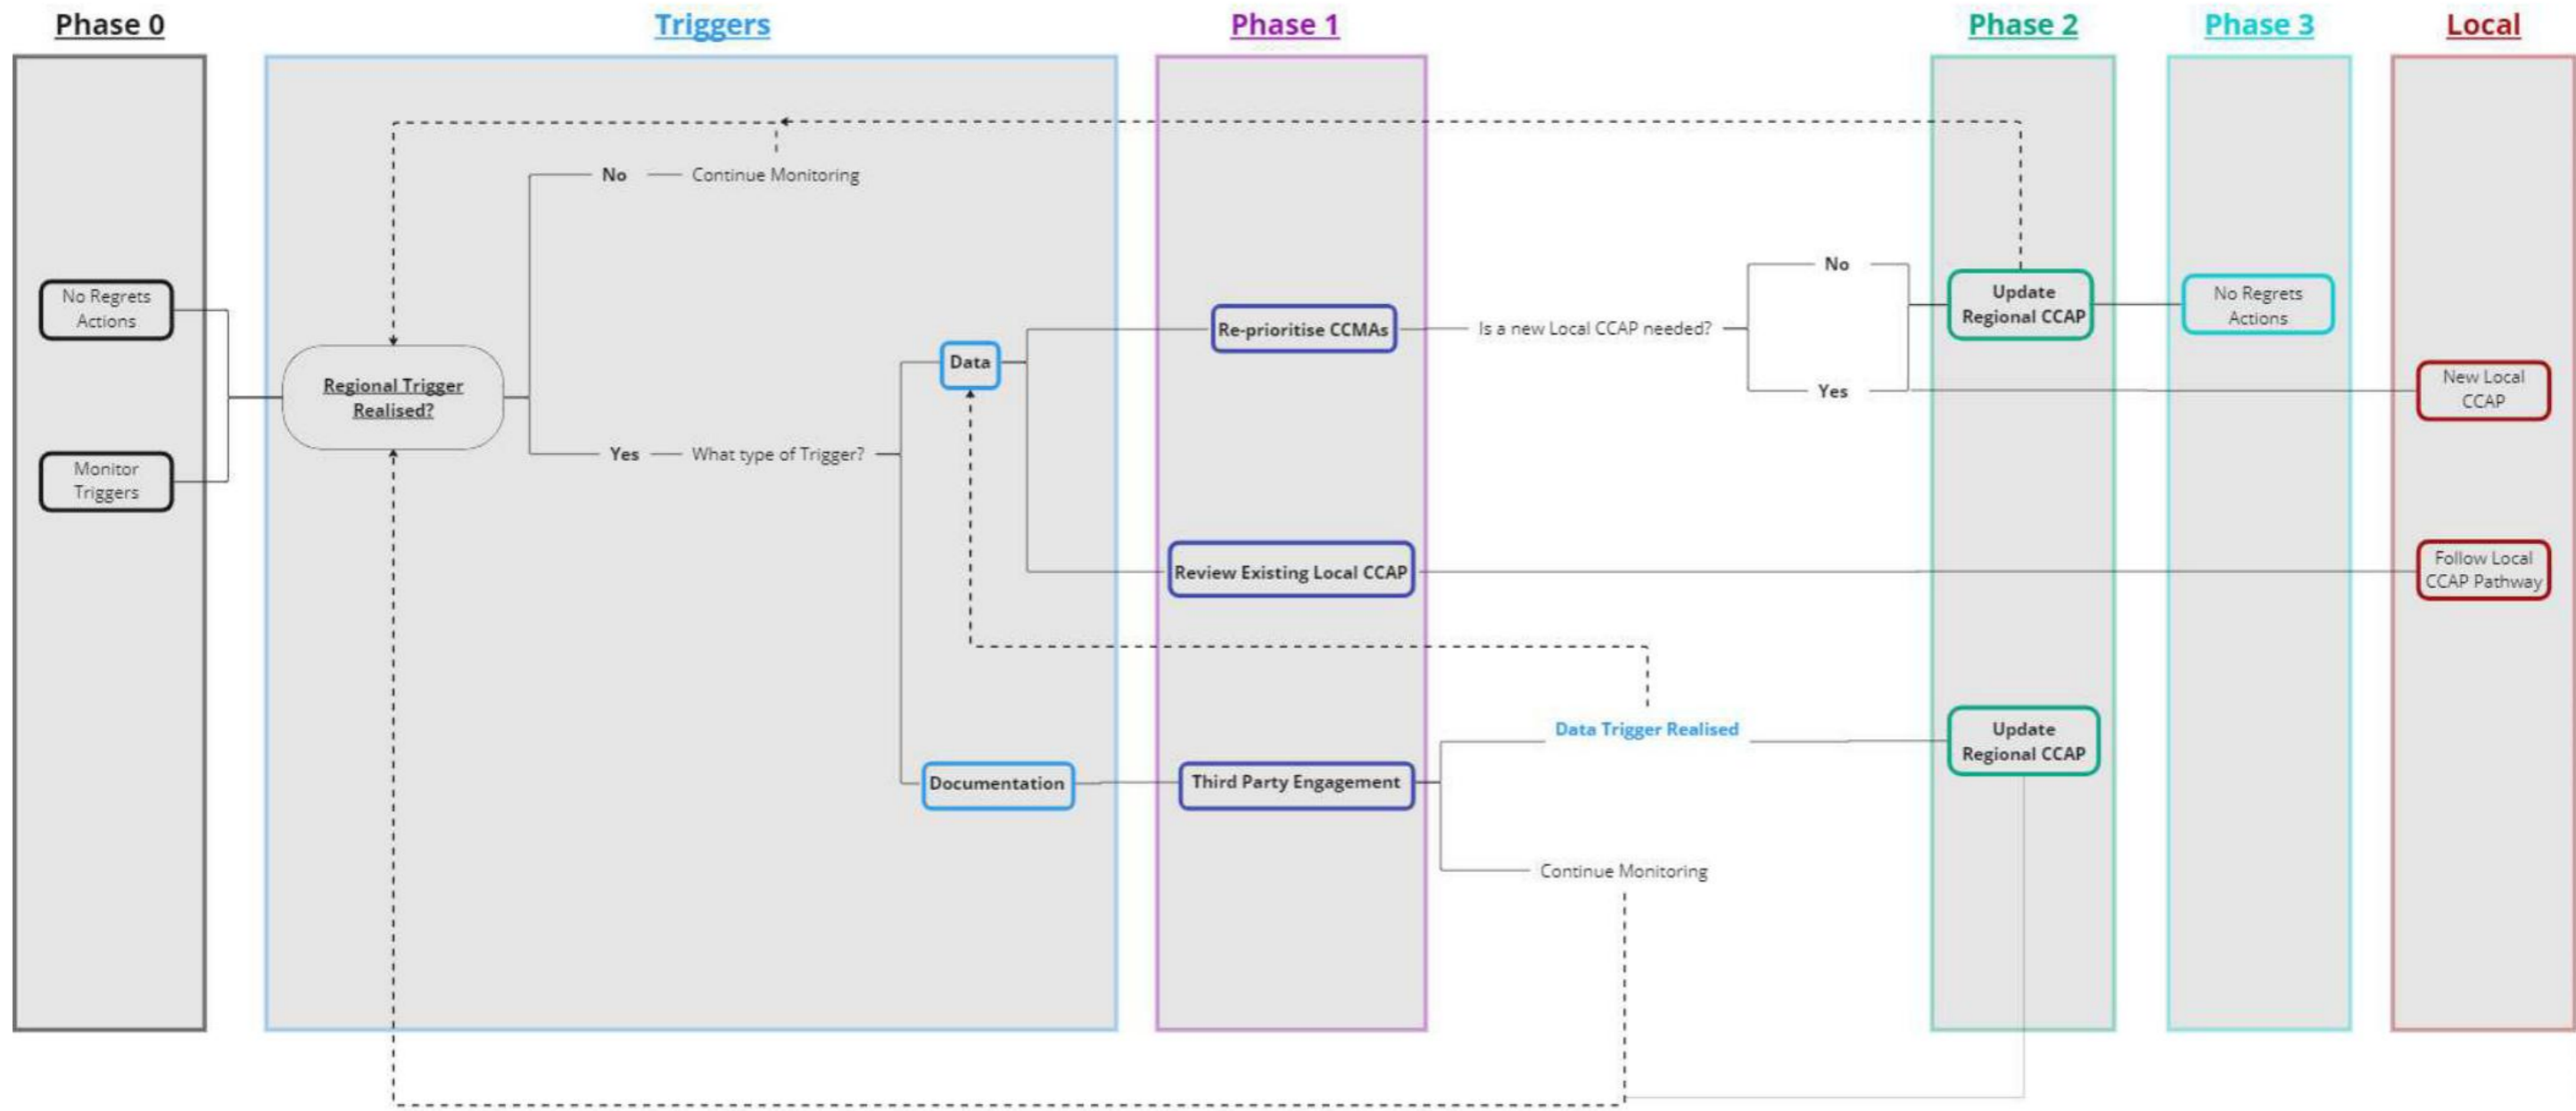 Phase 0
Triggers
Phase 1
Phase 2
Phase 3
Local
No Regrets
Actions
Monitor
Triggers
Regional Trigger
Realised?
No
Continue Monitoring
Yes
What type of Trigger?
Data
Documentation
Re-prioritise CCMAs
Review Existing Local CCAP
Third Party Engagement
Is a new Local CCAP needed?
No
Yes
Data Trigger Realised
Continue Monitoring
Update
Regional CCAP
Update
Regional CCAP
No Regrets
Actions
New Local
CCAP
Follow Local
CCAP Pathway